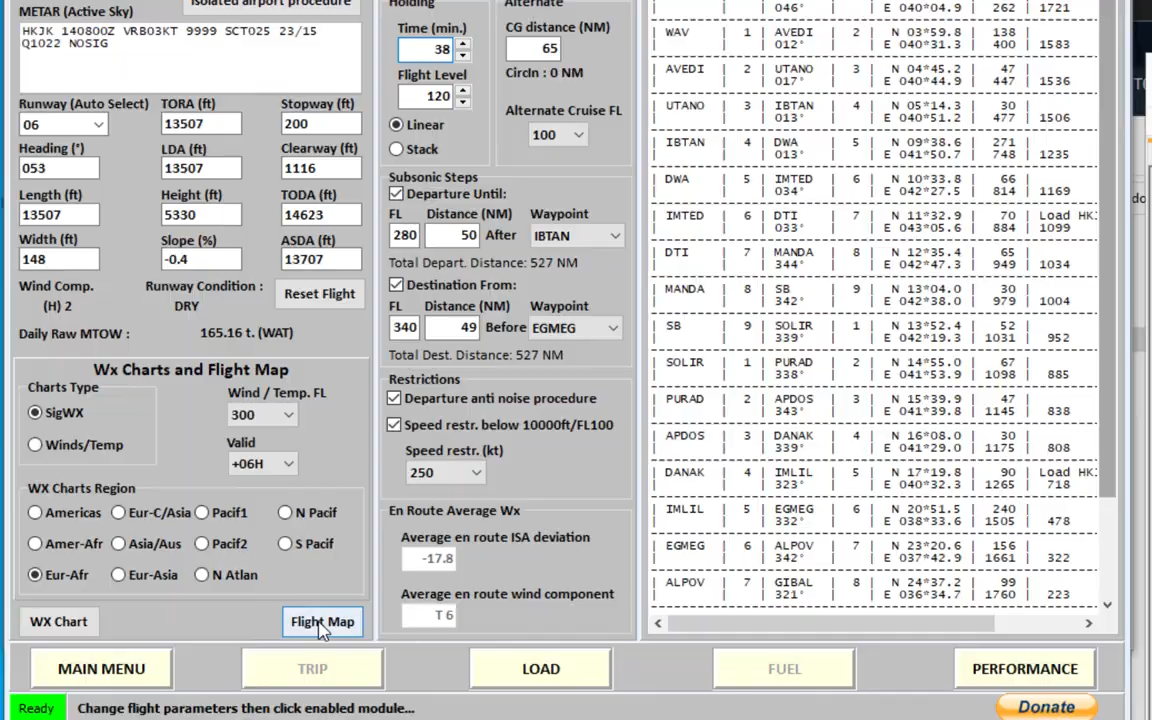 METAR (Active Sky)
Isolated airport procedure
HKJK 140800Z VRB03KT 9999 SCT025 23/15
Q1022 NOSIG
Runway (Auto Select)
TORA (ft)
Stopway (ft)
06
13507
200
Heading (°)
LDA (ft)
Clearway (ft)
053
13507
1116
Length (ft)
Height (ft)
TODA (ft)
13507
5330
14623
Width (ft)
Slope (%)
ASDA (ft)
148
-0.4
13707
Wind Comp.
(H) 2
Runway Condition :
DRY
Reset Flight
Daily Raw MTOW :
165.16 t. (WAT)
Wx Charts and Flight Map
Charts Type
SigWX
Winds/Temp
Wind / Temp. FL
300
Valid
+06H
WX Charts Region
Americas
Eur-C/Asia
Pacif1
N Pacif
Amer-Afr
Asia/Aus
Pacif2
S Pacif
Eur-Afr
Eur-Asia
N Atlan
WX Chart
Flight Map
Holding
Time (min.)
38
Flight Level
120
Linear
Stack
Alternate
CG distance (NM)
65
Circln : 0 NM
Alternate Cruise FL
100
Subsonic Steps
Departure Until:
FL
Distance (NM)
Waypoint
280
50
After
IBTAN
Total Depart. Distance: 527 NM
Destination From:
FL
Distance (NM)
Waypoint
340
49
Before
EGMEG
Total Dest. Distance: 527 NM
Restrictions
Departure anti noise procedure
Speed restr. below 10000ft/FL100
Speed restr. (kt)
250
En Route Average Wx
Average en route ISA deviation
-17.8
Average en route wind component
T 6
046° | | E 040*04.9 | 262 | 1721
WAV 1 | AVEDI 2 | N 03*59.8 | 138 |
012° | | E 040*31.3 | 400 | 1583
AVEDI 2 | UTANO 3 | N 04*45.2 | 47 |
017° | | E 040*44.9 | 447 | 1536
UTANO 3 | IBTAN 4 | N 05*14.3 | 30 |
013° | | E 040*51.2 | 477 | 1506
IBTAN 4 | DWA 5 | N 09*38.6 | 271 |
013° | | E 041*50.7 | 748 | 1235
DWA 5 | IMTED 6 | N 10*33.8 | 66 |
034° | | E 042*27.5 | 814 | 1169
IMTED 6 | DTI 7 | N 11*32.9 | 70 | Load HK
033° | | E 043*05.6 | 884 | 1099
DTI 7 | MANDA 8 | N 12*35.4 | 65 |
344° | | E 042*47.3 | 949 | 1034
MANDA 8 | SB 9 | N 13*04.0 | 30 |
342° | | E 042*38.0 | 979 | 1004
SB 9 | SOLIR 1 | N 13*52.4 | 52 |
339° | | E 042*19.3 | 1031 | 952
SOLIR 1 | PURAD 2 | N 14*55.0 | 67 |
338° | | E 041*53.9 | 1098 | 885
PURAD 2 | APDOS 3 | N 15*39.9 | 47 |
343° | | E 041*39.8 | 1145 | 838
APDOS 3 | DANAK 4 | N 16*08.0 | 30 |
339° | | E 041*29.0 | 1175 | 808
DANAK 4 | IMLIL 5 | N 17*19.8 | 90 | Load HK
323° | | E 040*32.3 | 1265 | 718
IMLIL 5 | EGMEG 6 | N 20*51.5 | 240 |
332° | | E 038*33.6 | 1505 | 478
EGMEG 6 | ALPOV 7 | N 23*20.6 | 156 |
342° | | E 037*42.9 | 1661 | 322
ALPOV 7 | GIBAL 8 | N 24*37.2 | 99 |
321° | | E 036*34.7 | 1760 | 223
MAIN MENU
TRIP
LOAD
FUEL
PERFORMANCE
Ready
Change flight parameters then click enabled module...
Donate